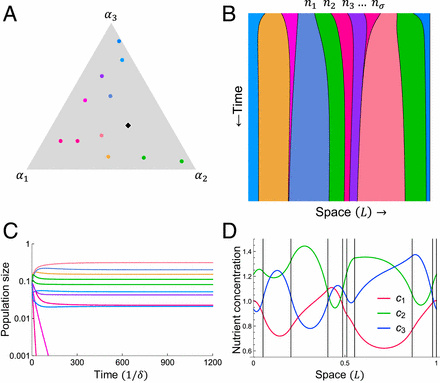 A
α3
α1
α2
B
n1 n2 n3 ... nσ
←Time
Space (L) →
C
Population size
1
0.1
0.01
0.001
0
300
600
900
1200
Time (1/δ)
D
Nutrient concentration
1.4
1.2
1.0
0.8
0.6
c1
c2
c3
0
0.5
1
Space (L)